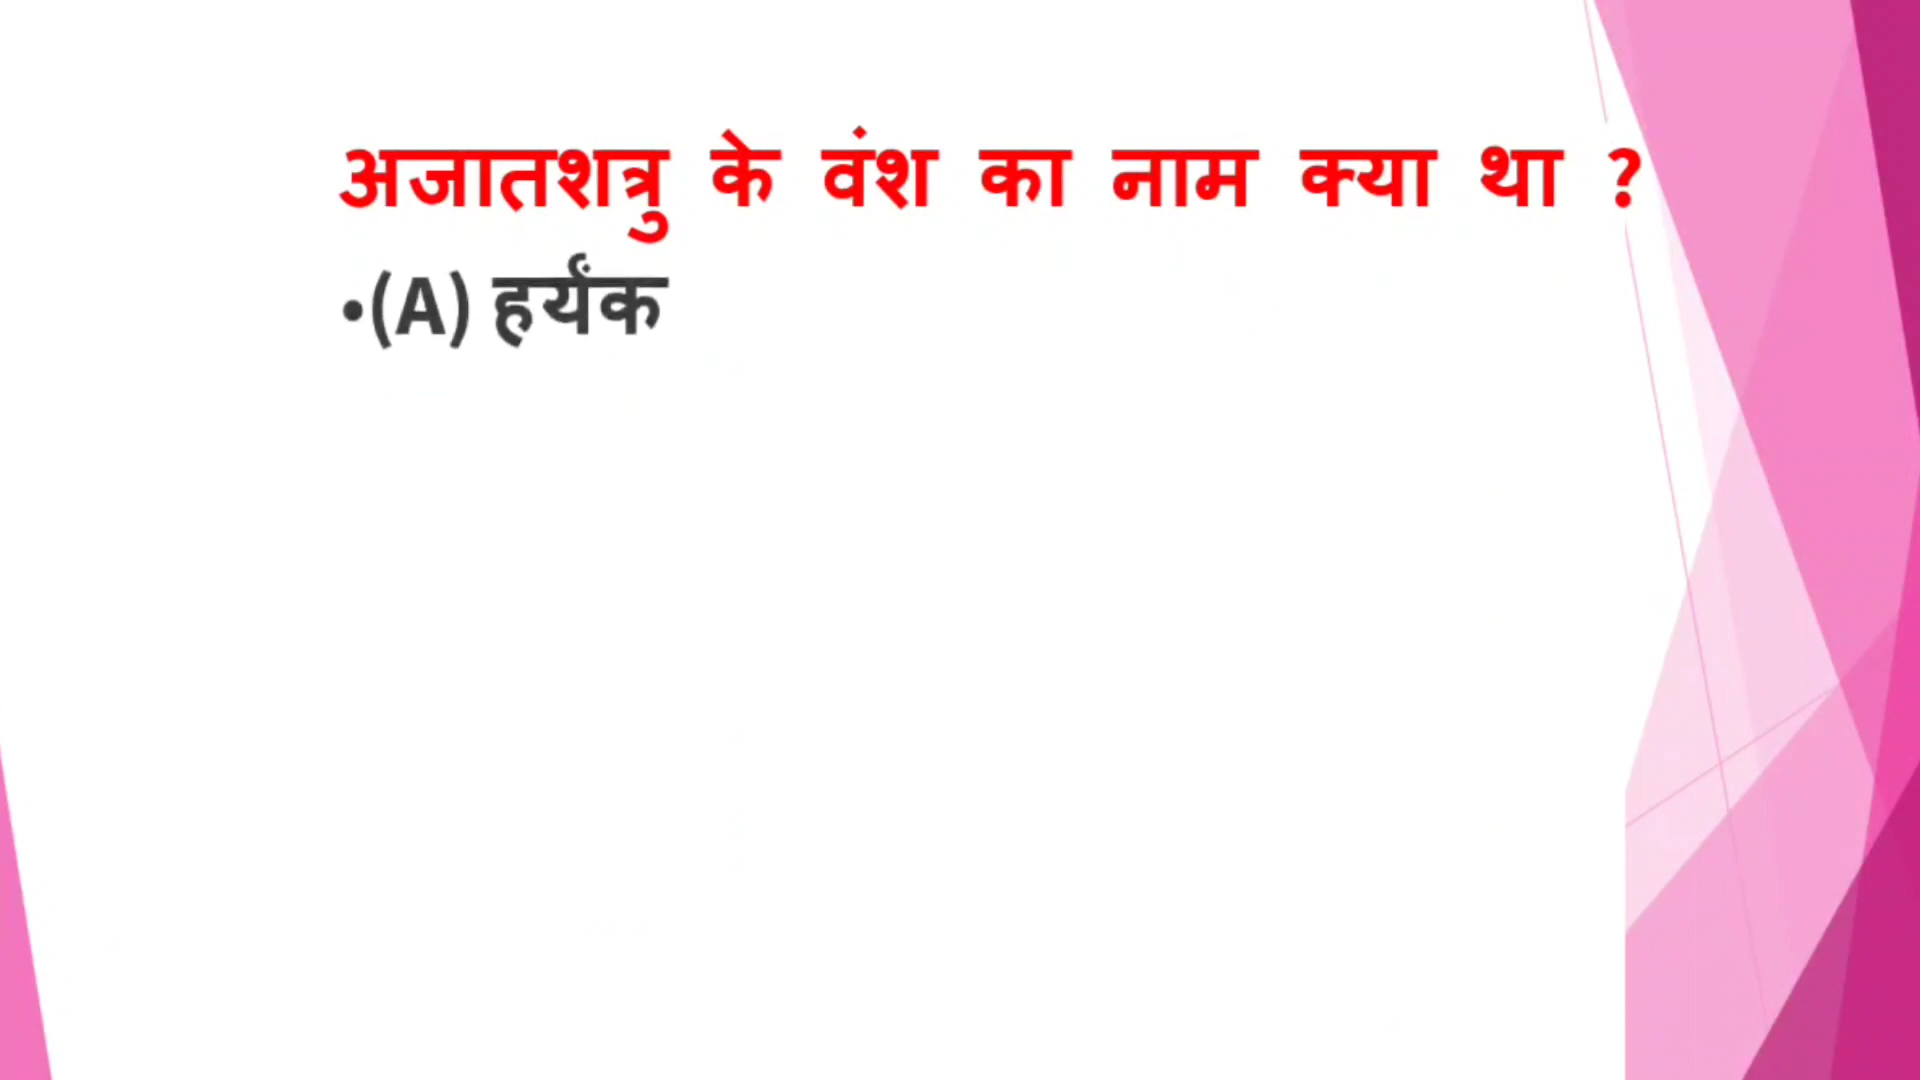 अजातशत्रु के वंश का नाम क्या था ?
•(A) हर्यंक